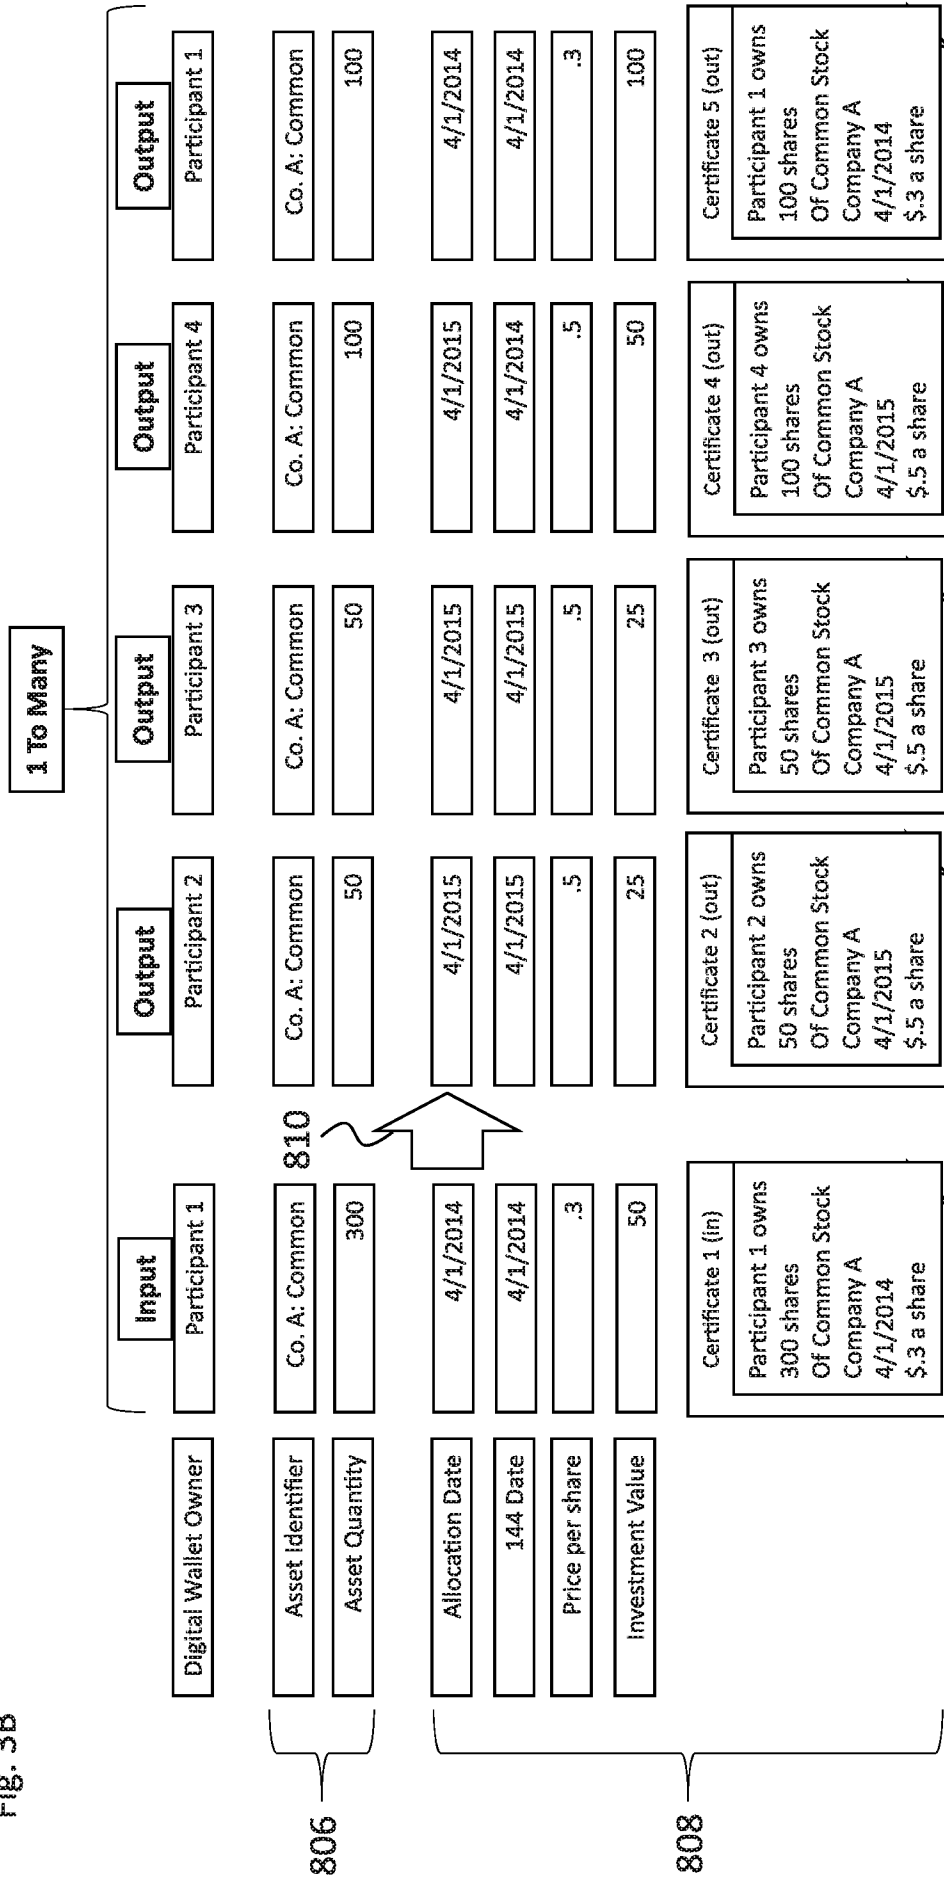 Fig. 3B
1 To Many
Input
Output
Output
Output
Output
Digital Wallet Owner
Participant 1
Participant 2
Participant 3
Participant 4
Participant 1
806
Asset Identifier
Co. A: Common
Co. A: Common
Co. A: Common
Co. A: Common
Co. A: Common
Asset Quantity
300
50
50
100
100
810
808
Allocation Date
4/1/2014
4/1/2015
4/1/2015
4/1/2015
4/1/2014
144 Date
4/1/2014
4/1/2015
4/1/2015
4/1/2014
4/1/2014
Price per share
.3
.5
.5
.5
.3
Investment Value
50
25
25
50
100
Certificate 1 (in)
Participant 1 owns
300 shares
Of Common Stock
Company A
4/1/2014
$.3 a share
Certificate 2 (out)
Participant 2 owns
50 shares
Of Common Stock
Company A
4/1/2015
$.5 a share
Certificate 3 (out)
Participant 3 owns
50 shares
Of Common Stock
Company A
4/1/2015
$.5 a share
Certificate 4 (out)
Participant 4 owns
100 shares
Of Common Stock
Company A
4/1/2015
$.5 a share
Certificate 5 (out)
Participant 1 owns
100 shares
Of Common Stock
Company A
4/1/2014
$.3 a share